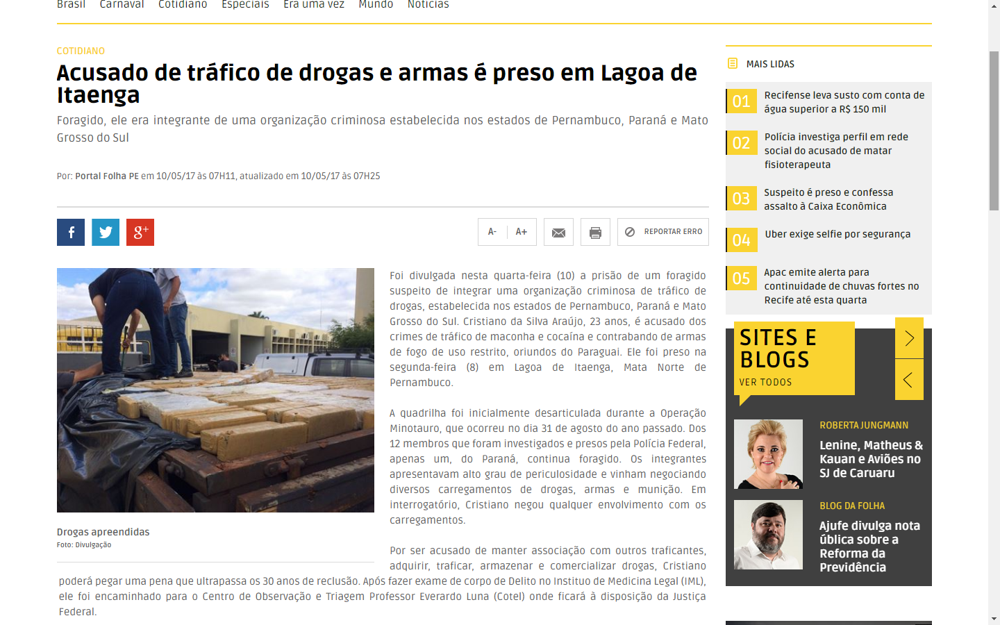 Brasil Carnaval Cotidiano Especiais Era uma vez Mundo Notícias
COTIDIANO
Acusado de tráfico de drogas e armas é preso em Lagoa de
Itaenga
Foragido, ele era integrante de uma organização criminosa estabelecida nos estados de Pernambuco, Paraná e Mato
Grosso do Sul
Por: Portal Folha PE em 10/05/17 às 07H11, atualizado em 10/05/17 às 07H25
f g+ A- A+ REPORTAR ERRO
Foi divulgada nesta quarta-feira (10) a prisão de um foragido
suspeito de integrar uma organização criminosa de tráfico de
drogas, estabelecida nos estados de Pernambuco, Paraná e Mato
Grosso do Sul. Cristiano da Silva Araújo, 23 anos, é acusado dos
crimes de tráfico de maconha e cocaína e contrabando de armas
de fogo de uso restrito, oriundos do Paraguai. Ele foi preso na
segunda-feira (8) em Lagoa de Itaenga, Mata Norte de
Pernambuco.
A quadrilha foi inicialmente desarticulada durante a Operação
Minotauro, que ocorreu no dia 31 de agosto do ano passado. Dos
12 membros que foram investigados e presos pela Polícia Federal,
apenas um, do Paraná, continua foragido. Os integrantes
apresentavam alto grau de periculosidade e vinham negociando
diversos carregamentos de drogas, armas e munição. Em
interrogatório, Cristiano negou qualquer envolvimento com os
carregamentos.
Drogas apreendidas
Foto: Divulgação
Por ser acusado de manter associação com outros traficantes,
adquirir, traficar, armazenar e comercializar drogas, Cristiano
poderá pegar uma pena que ultrapassa os 30 anos de reclusão. Após fazer exame de corpo de Delito no Instituo de Medicina Legal (IML),
ele foi encaminhado para o Centro de Observação e Triagem Professor Everardo Luna (Cotel) onde ficará à disposição da Justiça
Federal.
MAIS LIDAS
01 Recifense leva susto com conta de
água superior a R$ 150 mil
02 Polícia investiga perfil em rede
social do acusado de matar
fisioterapeuta
03 Suspeito é preso e confessa
assalto à Caixa Econômica
04 Uber exige selfie por segurança
05 Apac emite alerta para
continuidade de chuvas fortes no
Recife até esta quarta
SITES E
BLOGS
VER TODOS
ROBERTA JUNGMANN
Lenine, Matheus &
Kauan e Aviões no
SJ de Caruaru
BLOG DA FOLHA
Ajufe divulga nota
ública sobre a
Reforma da
Previdência